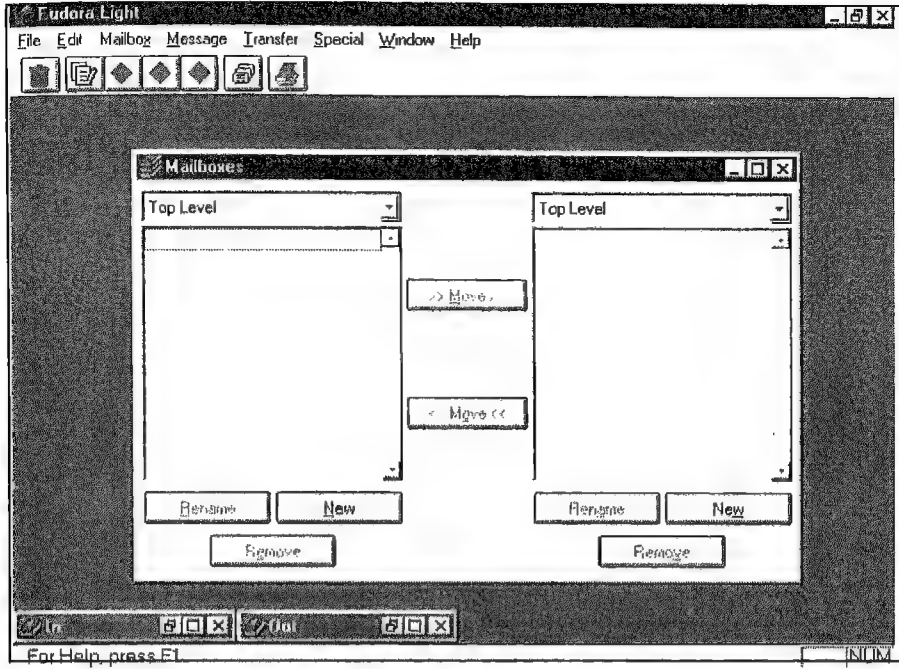 Eudora Light
File Edit Mailbox Message Transfer Special Window Help
Mailboxes
Top Level Top Level
>> Move >
< Move <<
Rename New Rename New
Remove Remove
In Out
For Help, press F1 NUM